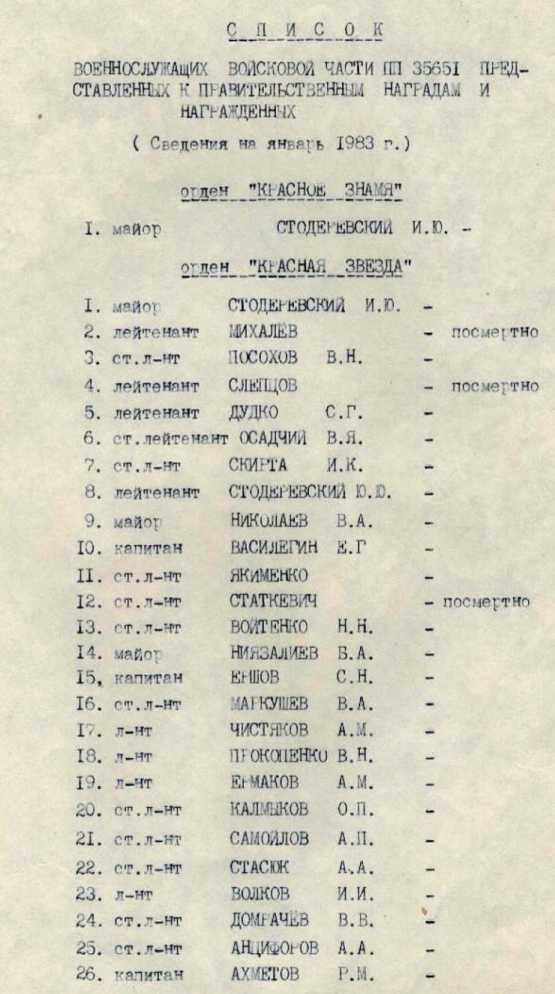 С П И С О К
ВОЕННОСЛУЖАЩИХ ВОЙСКОВОЙ ЧАСТИ ПП 35651 ПРЕД-
СТАВЛЕННЫХ К ПРАВИТЕЛЬСТВЕННЫМ НАГРАДАМ И
НАГРАЖДЕННЫХ
( Сведения на январь 1983 г.)
орден "КРАСНОЕ ЗНАМЯ"
I. майор СТОДЕРЕВСКИЙ И.Ю. -
орден "КРАСНАЯ ЗВЕЗДА"
I. майор СТОДЕРЕВСКИЙ И.Ю. -
2. лейтенант МИХАЛЕВ - посмертно
3. ст.л-нт ПОСОХОВ В.Н. -
4. лейтенант СЛЕПЦОВ - посмертно
5. лейтенант ДУДКО С.Г. -
6. ст.лейтенант ОСАДЧИЙ В.Я. -
7. ст.л-нт СКИРТА И.К. -
8. лейтенант СТОДЕРЕВСКИЙ Ю.Ю. -
9. майор НИКОЛАЕВ В.А. -
I0. капитан ВАСИЛЕГИН Е.Г -
II. ст.л-нт ЯКИМЕНКО -
I2. ст.л-нт СТАТКЕВИЧ - посмертно
I3. ст.л-нт ВОЙТЕНКО Н.Н. -
I4. майор НИЯЗАЛИЕВ Б.А. -
I5, капитан ЕРШОВ С.Н. -
I6. ст.л-нт МАРКУШЕВ В.А. -
I7. л-нт ЧИСТЯКОВ А.М. -
I8. л-нт ПРОКОПЕНКО В.Н. -
I9. л-нт ЕРМАКОВ А.М. -
20. ст.л-нт КАЛМЫКОВ О.П. -
2I. ст.л-нт САМОЙЛОВ А.П. -
22. ст.л-нт СТАСЮК А.А. -
23. л-нт ВОЛКОВ И.И. -
24. ст.л-нт ДОМРАЧЕВ В.В. -
25. ст.л-нт АНЦИФОРОВ А.А. -
26. капитан АХМЕТОВ Р.М. -